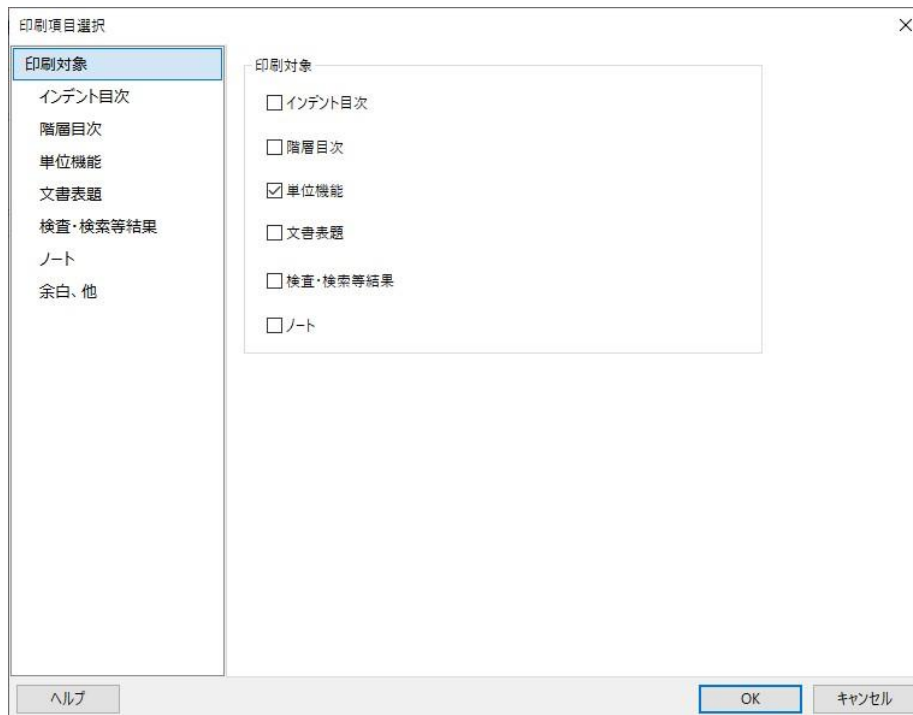 印刷項目選択
印刷対象
インデント目次
階層目次
単位機能
文書表題
検査・検索等結果
ノート
余白、他
印刷対象
インデント目次
階層目次
単位機能
文書表題
検査・検索等結果
ノート
ヘルプ
OK
キャンセル